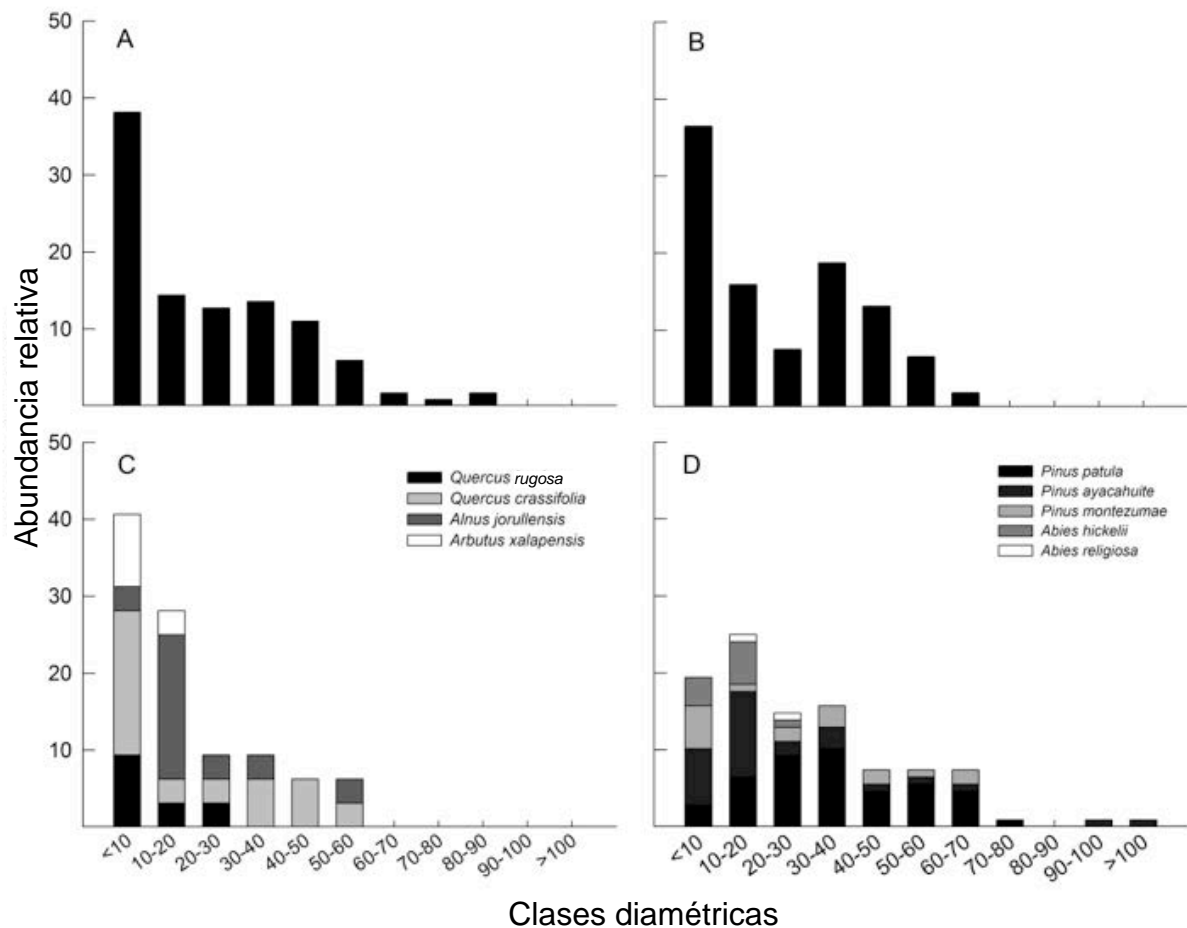 50
40
30
20
10
A
B
Abundancia relativa
50
40
30
20
10
C
Quercus rugosa
Quercus crassifolia
Alnus jorullensis
Arbutus xalapensis
D
Pinus patula
Pinus ayacahuite
Pinus montezumae
Abies hickelii
Abies religiosa
<10
10-20
20-30
30-40
40-50
50-60
60-70
70-80
80-90
90-100
>100
<10
10-20
20-30
30-40
40-50
50-60
60-70
70-80
80-90
90-100
>100
Clases diamétricas